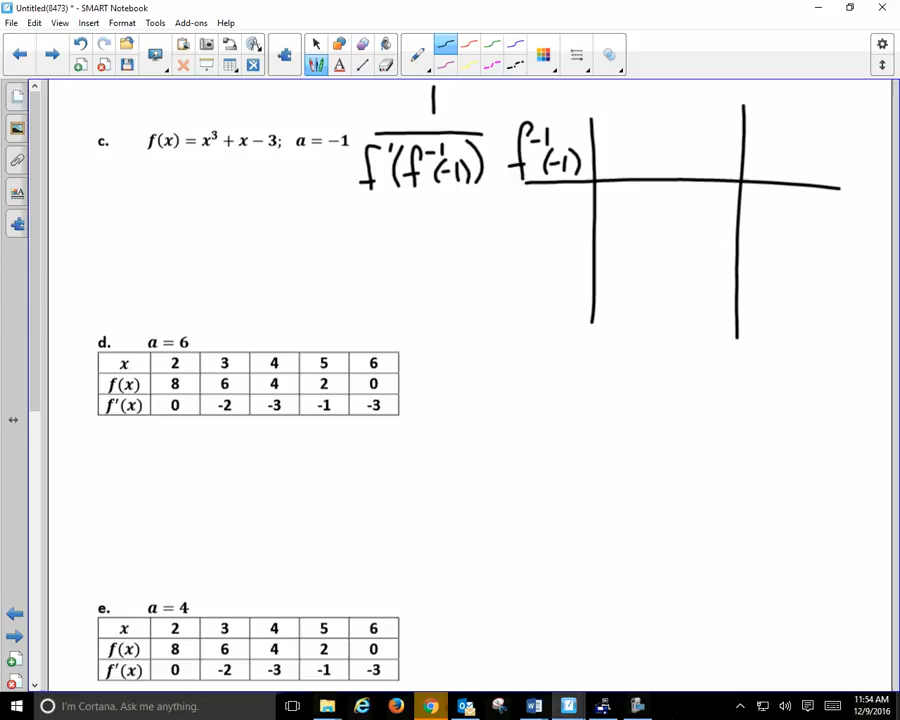 Untitled(8473) * - SMART Notebook
File Edit View Insert Format Tools Add-ons Help
c. f(x) = x³ + x − 3; a = −1
1
f'(f⁻¹(-1)) f⁻¹(-1)
d. a = 6
x 2 3 4 5 6
f(x) 8 6 4 2 0
f′(x) 0 -2 -3 -1 -3
e. a = 4
x 2 3 4 5 6
f(x) 8 6 4 2 0
f′(x) 0 -2 -3 -1 -3
I'm Cortana. Ask me anything.
11:54 AM
12/9/2016